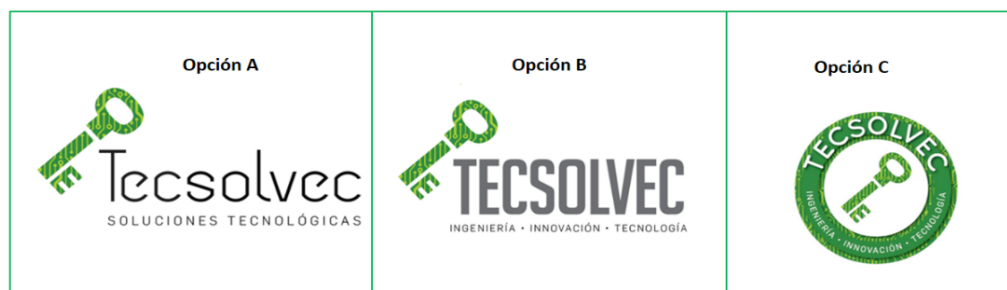 Opción A
Tecsolvec
SOLUCIONES TECNOLÓGICAS
Opción B
TECSOLVEC
INGENIERÍA • INNOVACIÓN • TECNOLOGÍA
Opción C
TECSOLVEC
INGENIERÍA • INNOVACIÓN • TECNOLOGÍA